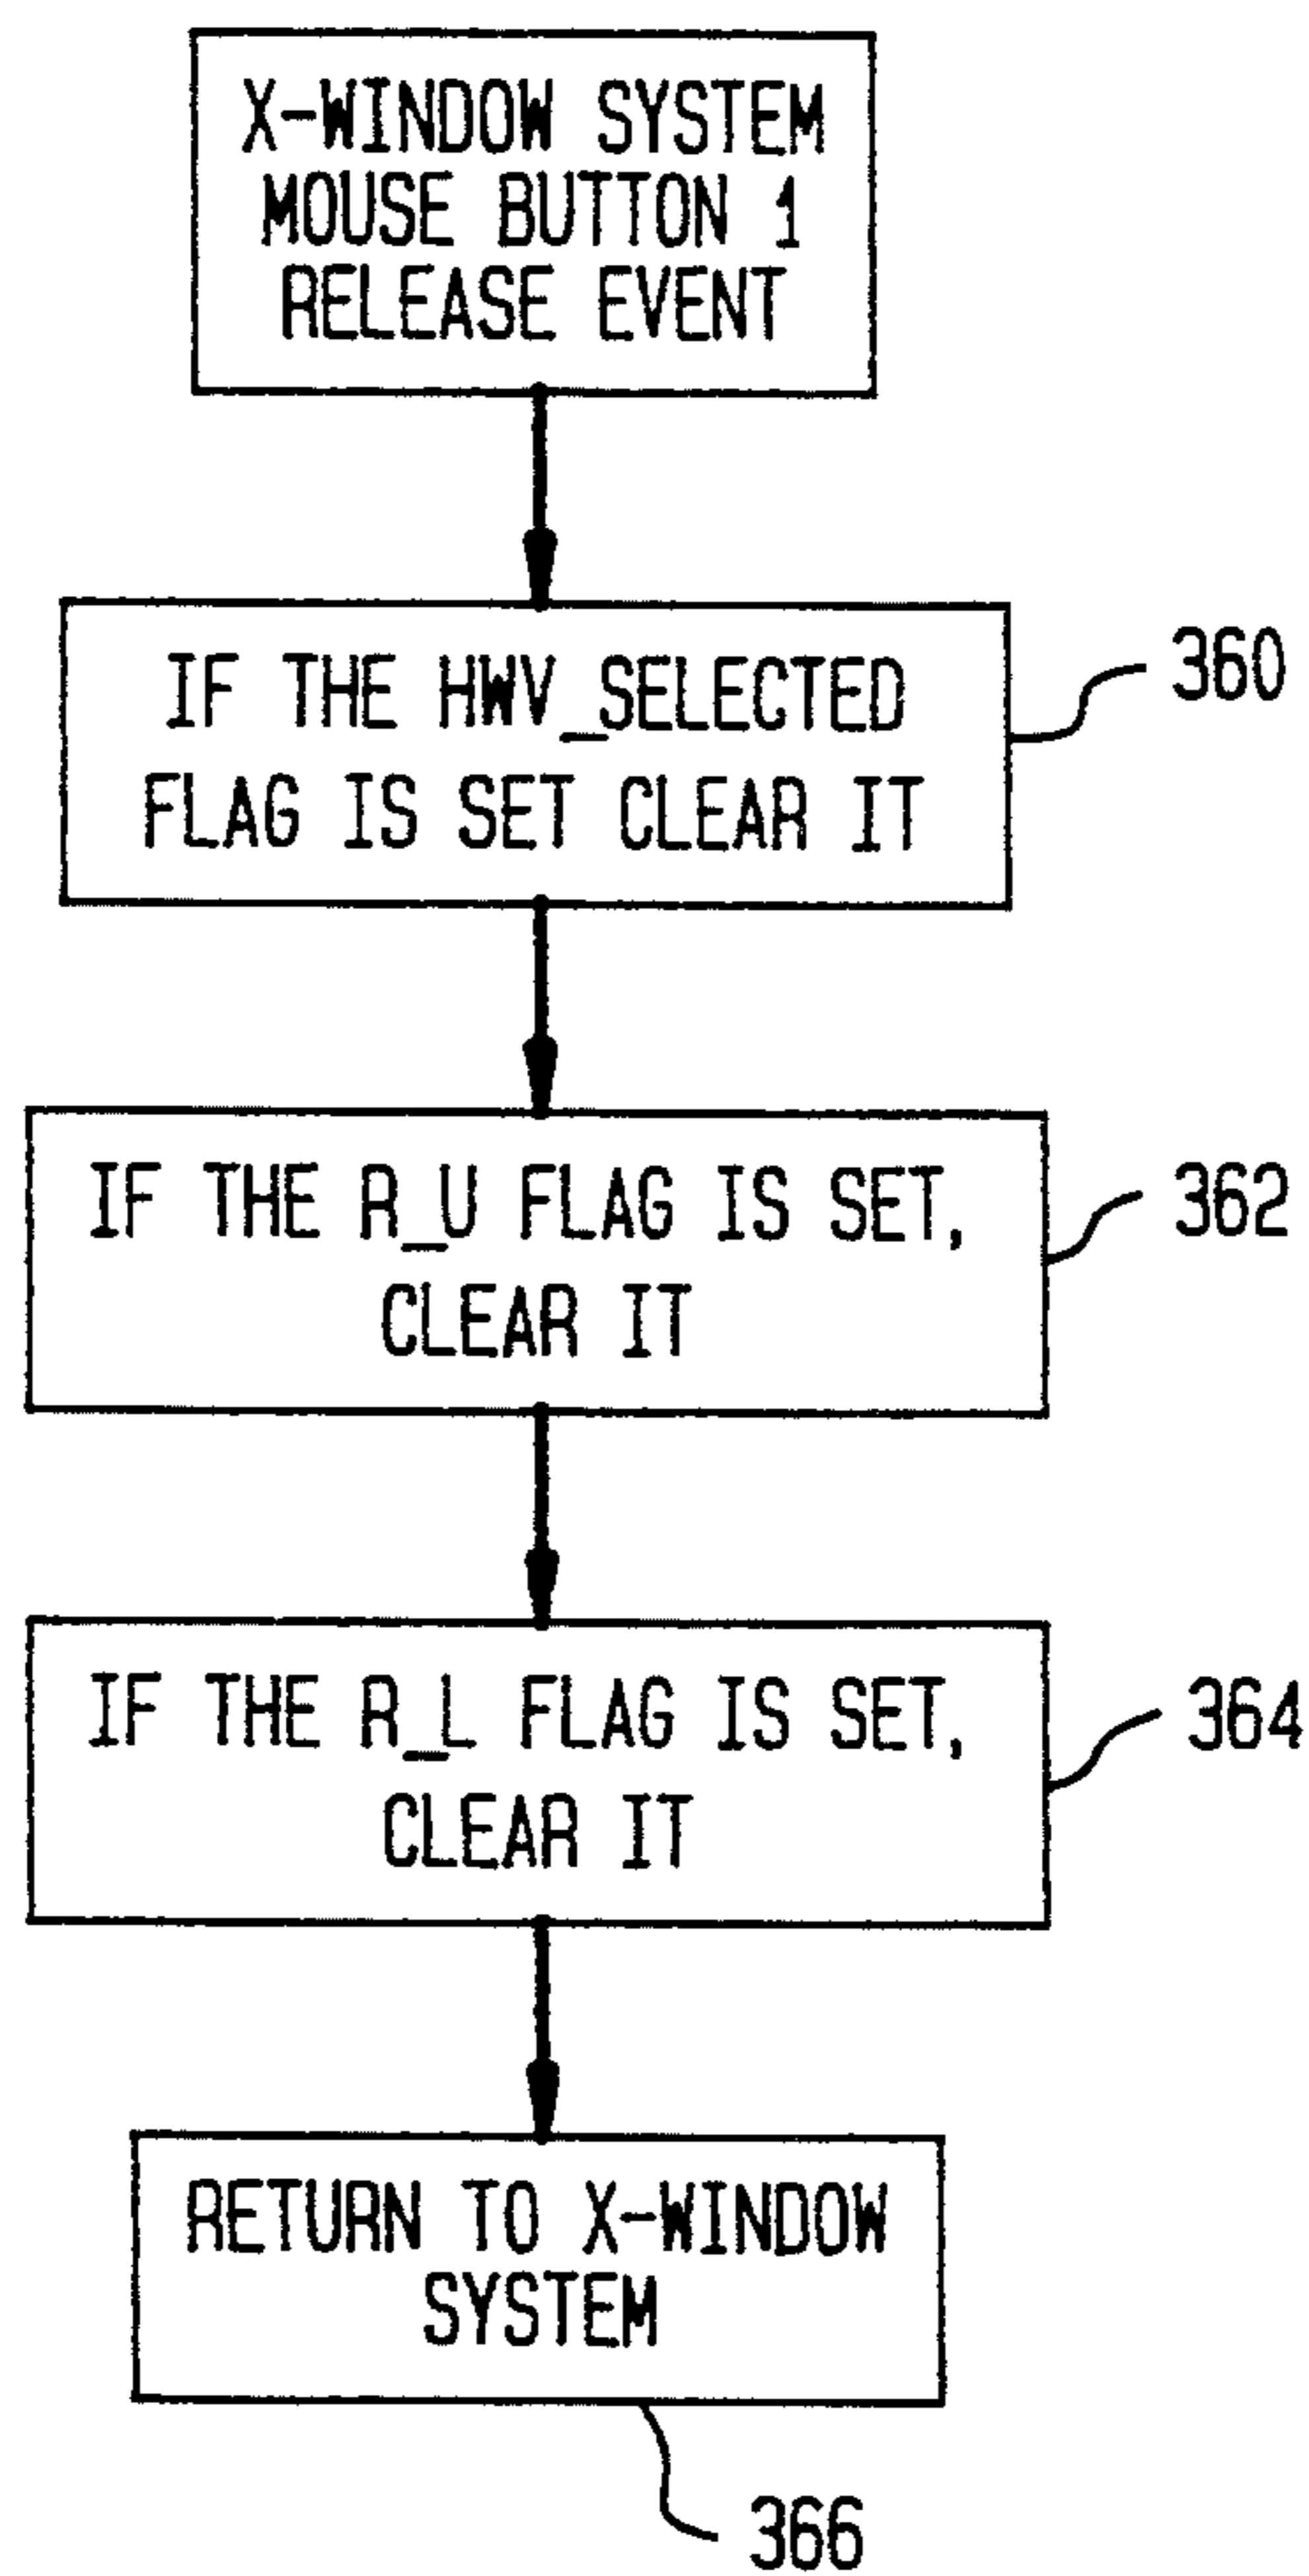 X-WINDOW SYSTEM
MOUSE BUTTON 1
RELEASE EVENT
IF THE HWV_SELECTED
FLAG IS SET CLEAR IT
360
IF THE R_U FLAG IS SET,
CLEAR IT
362
IF THE R_L FLAG IS SET,
CLEAR IT
364
RETURN TO X-WINDOW
SYSTEM
366